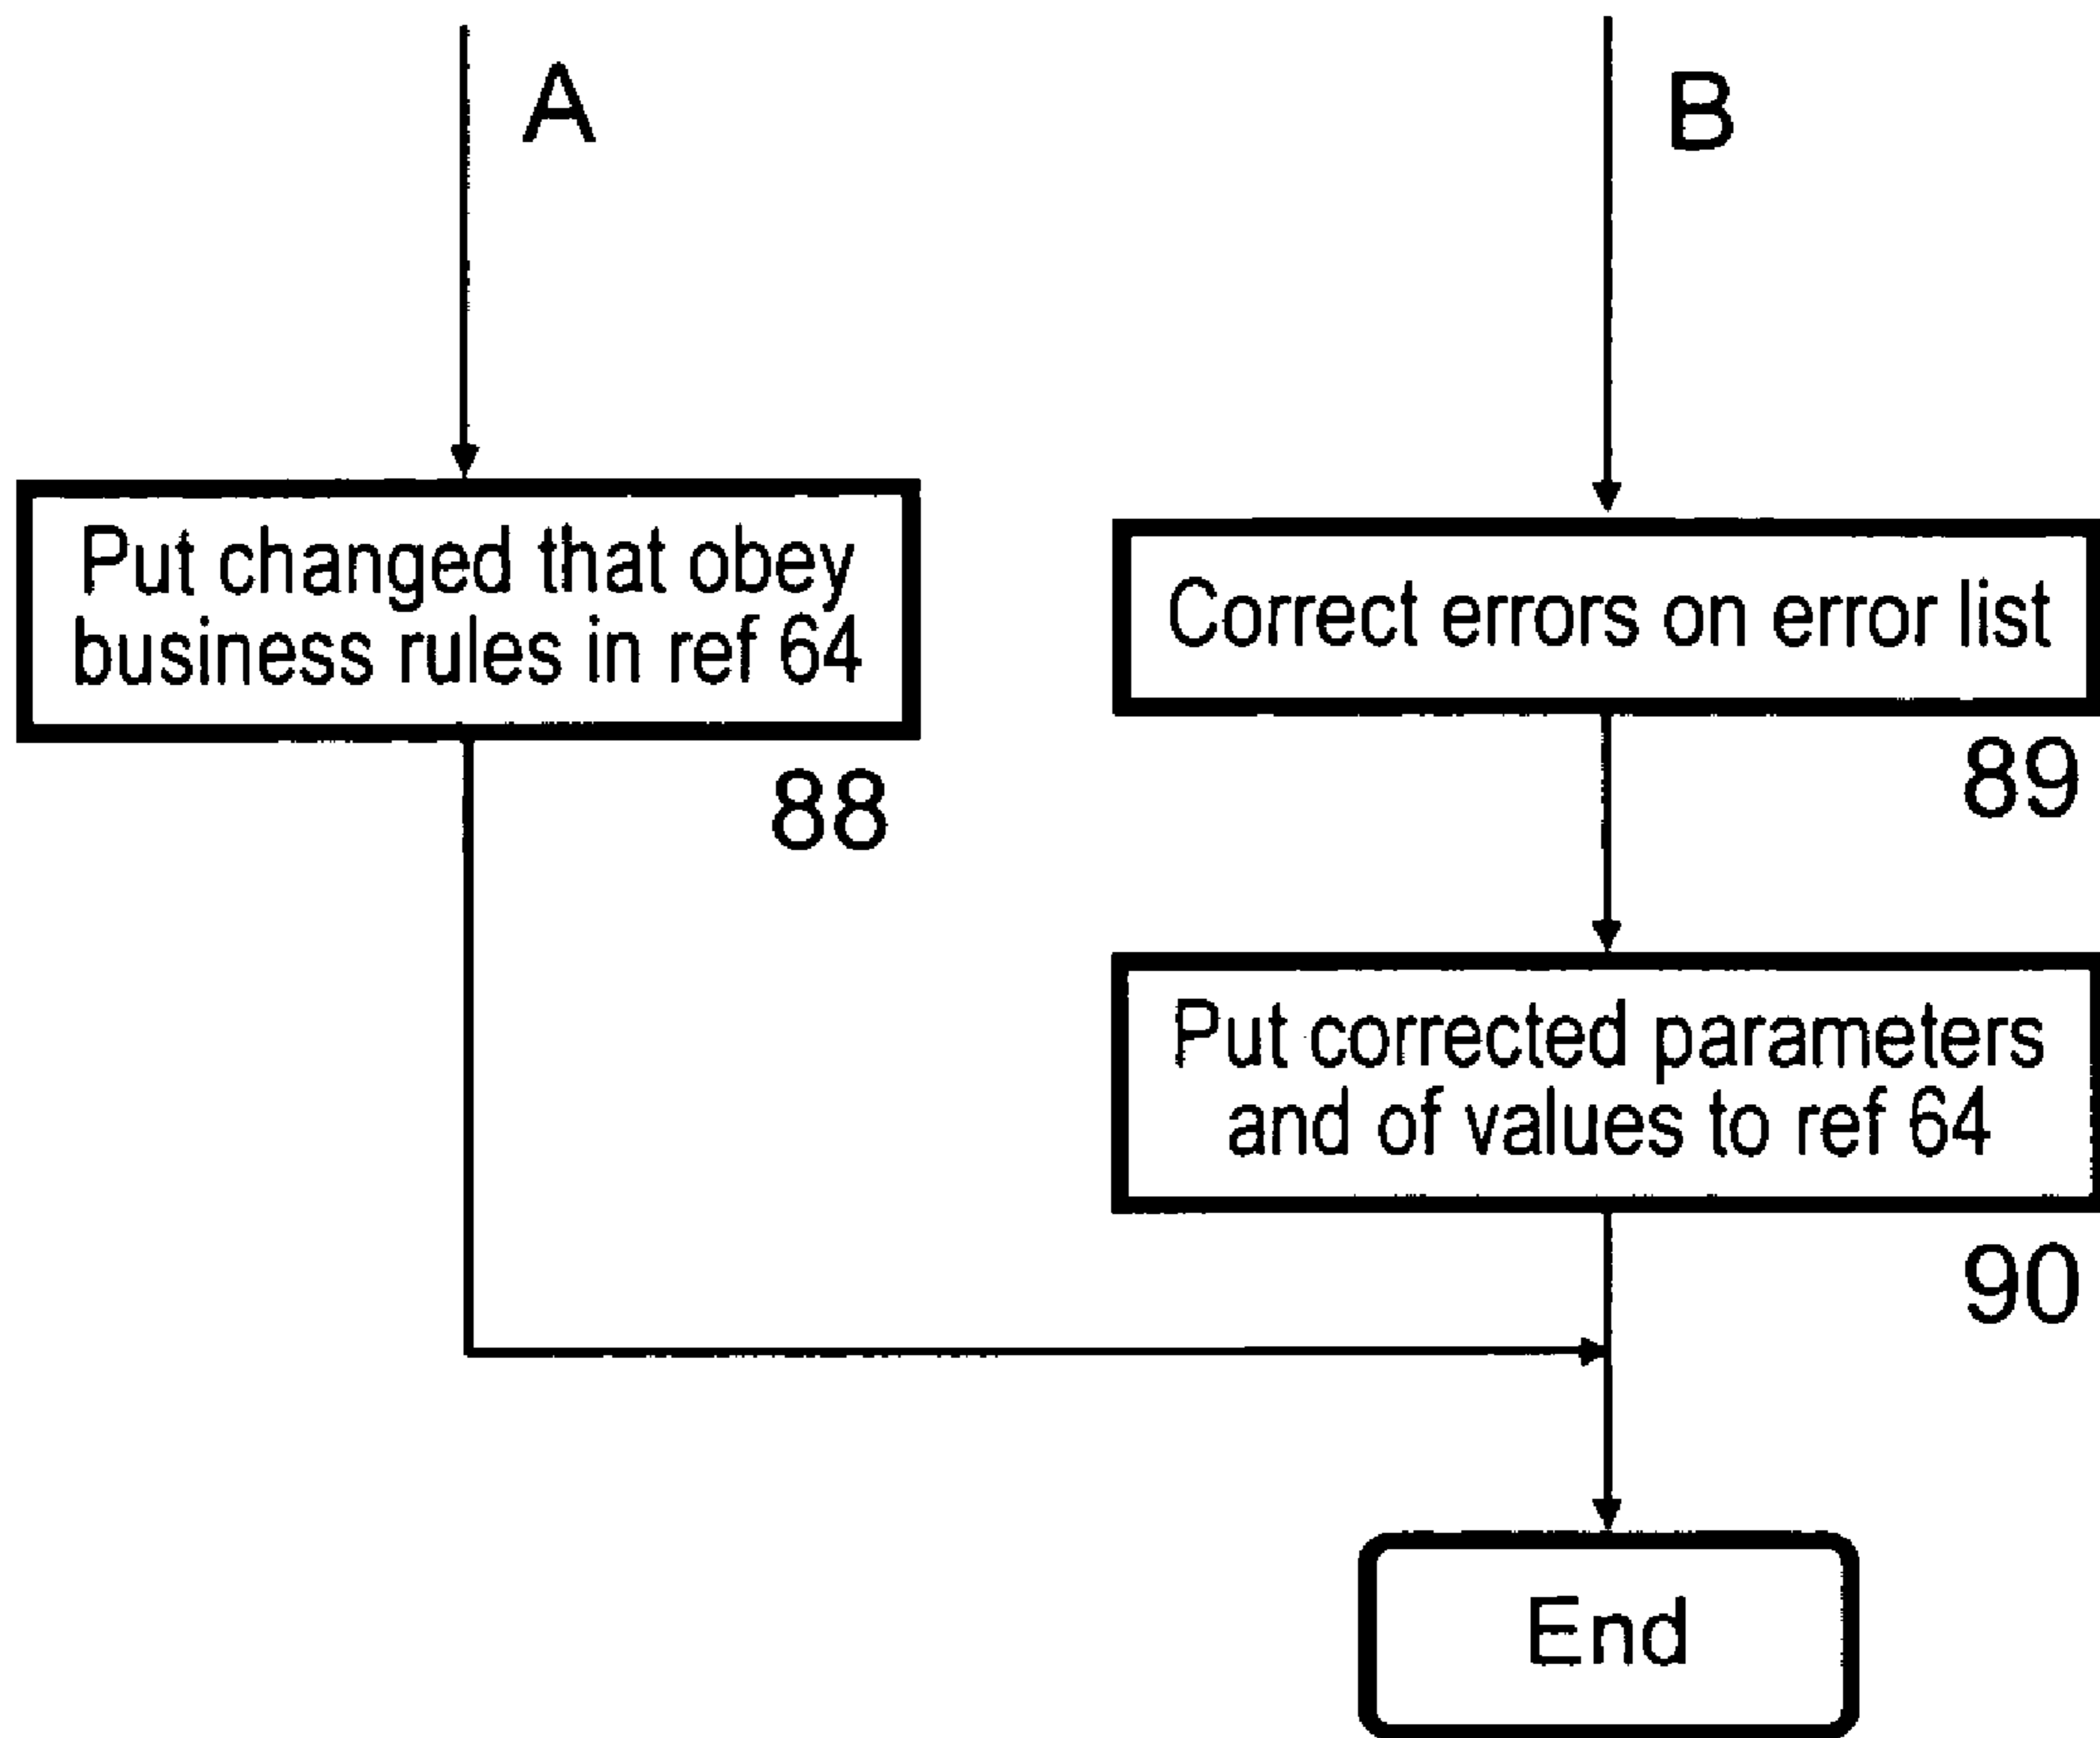 A
B
Put changed that obey
business rules in ref 64
88
Correct errors on error list
89
Put corrected parameters
and of values to ref 64
90
End